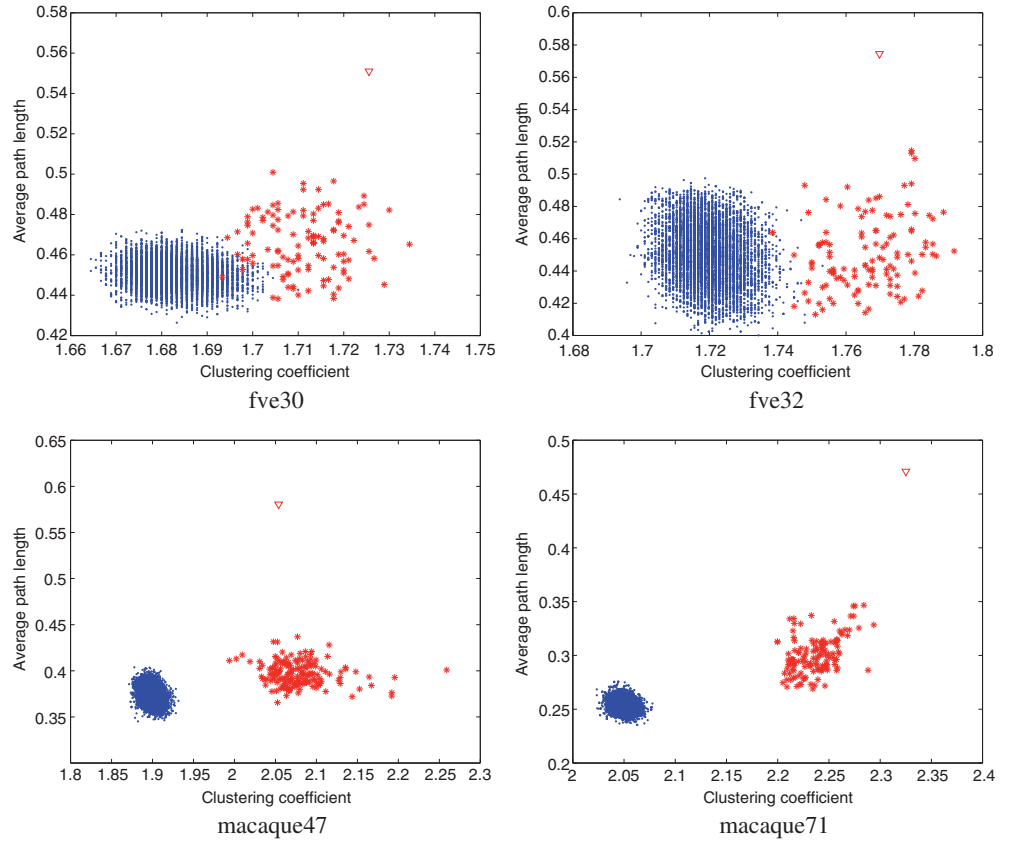 0.58
0.56
0.54
0.52
0.5
0.48
0.46
0.44
0.42
Average path length
1.66 1.67 1.68 1.69 1.7 1.71 1.72 1.73 1.74 1.75
Clustering coefficient
fve30
0.6
0.58
0.56
0.54
0.52
0.5
0.48
0.46
0.44
0.42
0.4
Average path length
1.68 1.7 1.72 1.74 1.76 1.78 1.8
Clustering coefficient
fve32
0.65
0.6
0.55
0.5
0.45
0.4
0.35
Average path length
1.8 1.85 1.9 1.95 2 2.05 2.1 2.15 2.2 2.25 2.3
Clustering coefficient
macaque47
0.5
0.45
0.4
0.35
0.3
0.25
0.2
Average path length
2 2.05 2.1 2.15 2.2 2.25 2.3 2.35 2.4
Clustering coefficient
macaque71